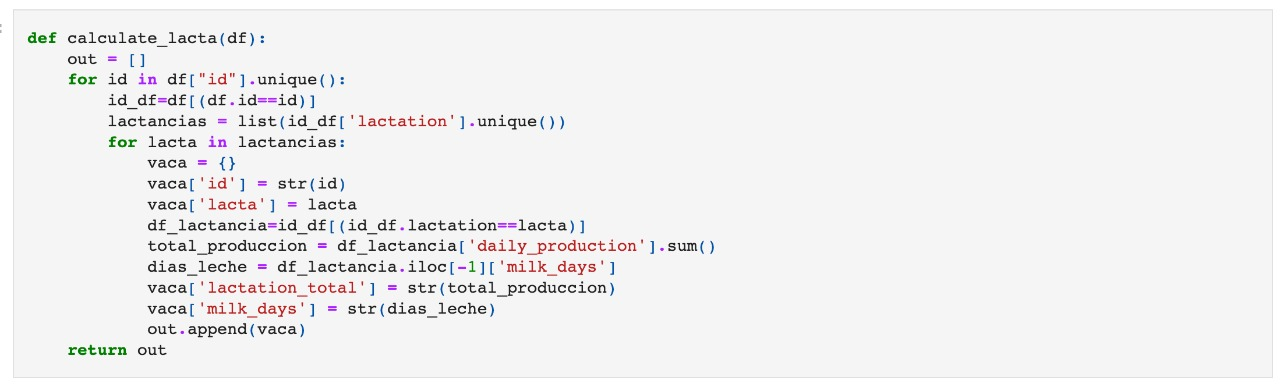 def calculate_lacta(df):
    out = []
    for id in df["id"].unique():
        id_df=df[(df.id==id)]
        lactancias = list(id_df['lactation'].unique())
        for lacta in lactancias:
            vaca = {}
            vaca['id'] = str(id)
            vaca['lacta'] = lacta
            df_lactancia=id_df[(id_df.lactation==lacta)]
            total_produccion = df_lactancia['daily_production'].sum()
            dias_leche = df_lactancia.iloc[-1]['milk_days']
            vaca['lactation_total'] = str(total_produccion)
            vaca['milk_days'] = str(dias_leche)
            out.append(vaca)
    return out